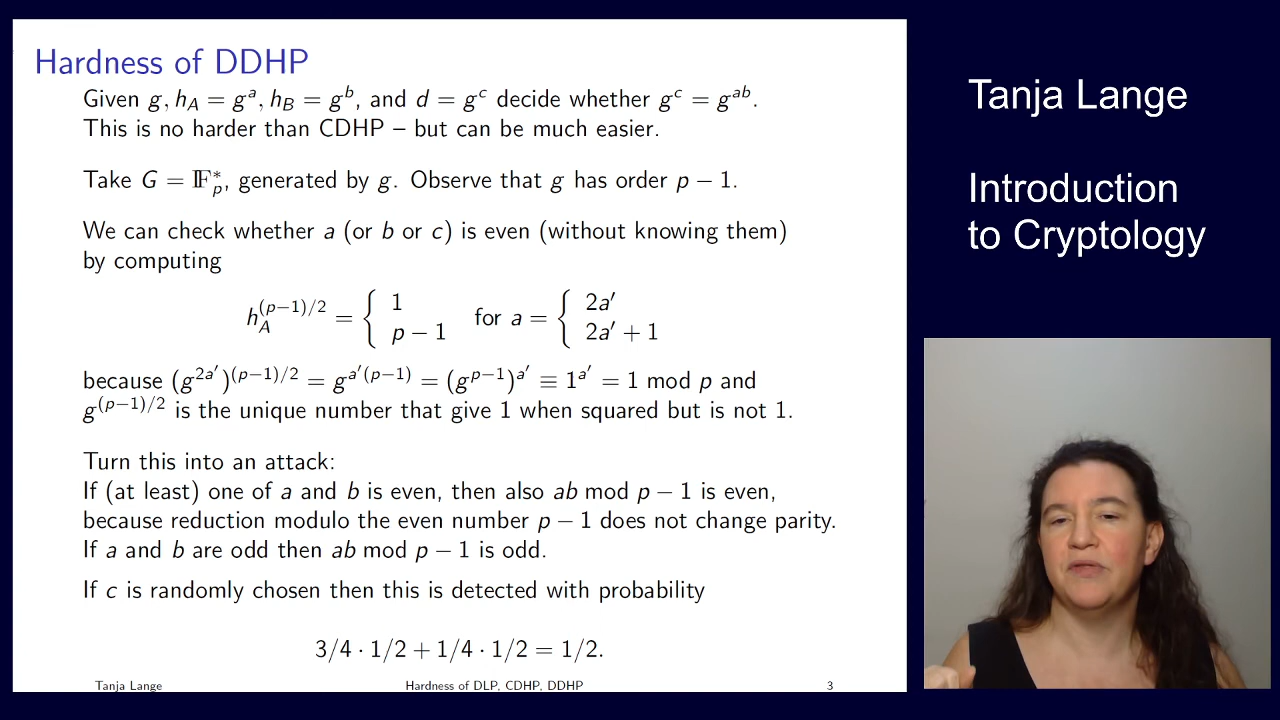 Hardness of DDHP
Given g, h_A = g^a, h_B = g^b, and d = g^c decide whether g^c = g^{ab}.
This is no harder than CDHP – but can be much easier.
Take G = 𝔽_p^*, generated by g. Observe that g has order p − 1.
We can check whether a (or b or c) is even (without knowing them)
by computing
h_A^{(p−1)/2} = { 1 / p − 1 for a = { 2a′ / 2a′ + 1
because (g^{2a′})^{(p−1)/2} = g^{a′(p−1)} = (g^{p−1})^{a′} ≡ 1^{a′} = 1 mod p and
g^{(p−1)/2} is the unique number that give 1 when squared but is not 1.
Turn this into an attack:
If (at least) one of a and b is even, then also ab mod p − 1 is even,
because reduction modulo the even number p − 1 does not change parity.
If a and b are odd then ab mod p − 1 is odd.
If c is randomly chosen then this is detected with probability
3/4 · 1/2 + 1/4 · 1/2 = 1/2.
Tanja Lange Hardness of DLP, CDHP, DDHP 3
Tanja Lange
Introduction
to Cryptology